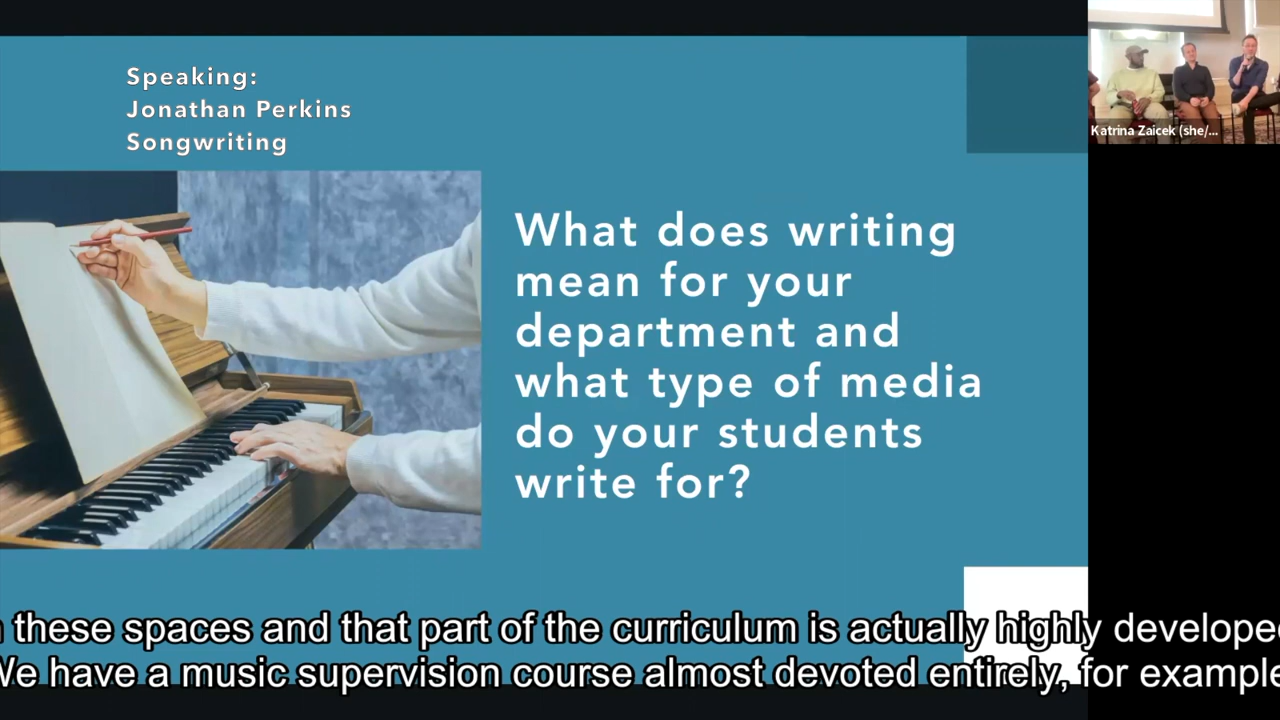 Speaking:
Jonathan Perkins
Songwriting
Katrina Zaicek (she/...
What does writing
mean for your
department and
what type of media
do your students
write for?
these spaces and that part of the curriculum is actually highly develope
We have a music supervision course almost devoted entirely, for example